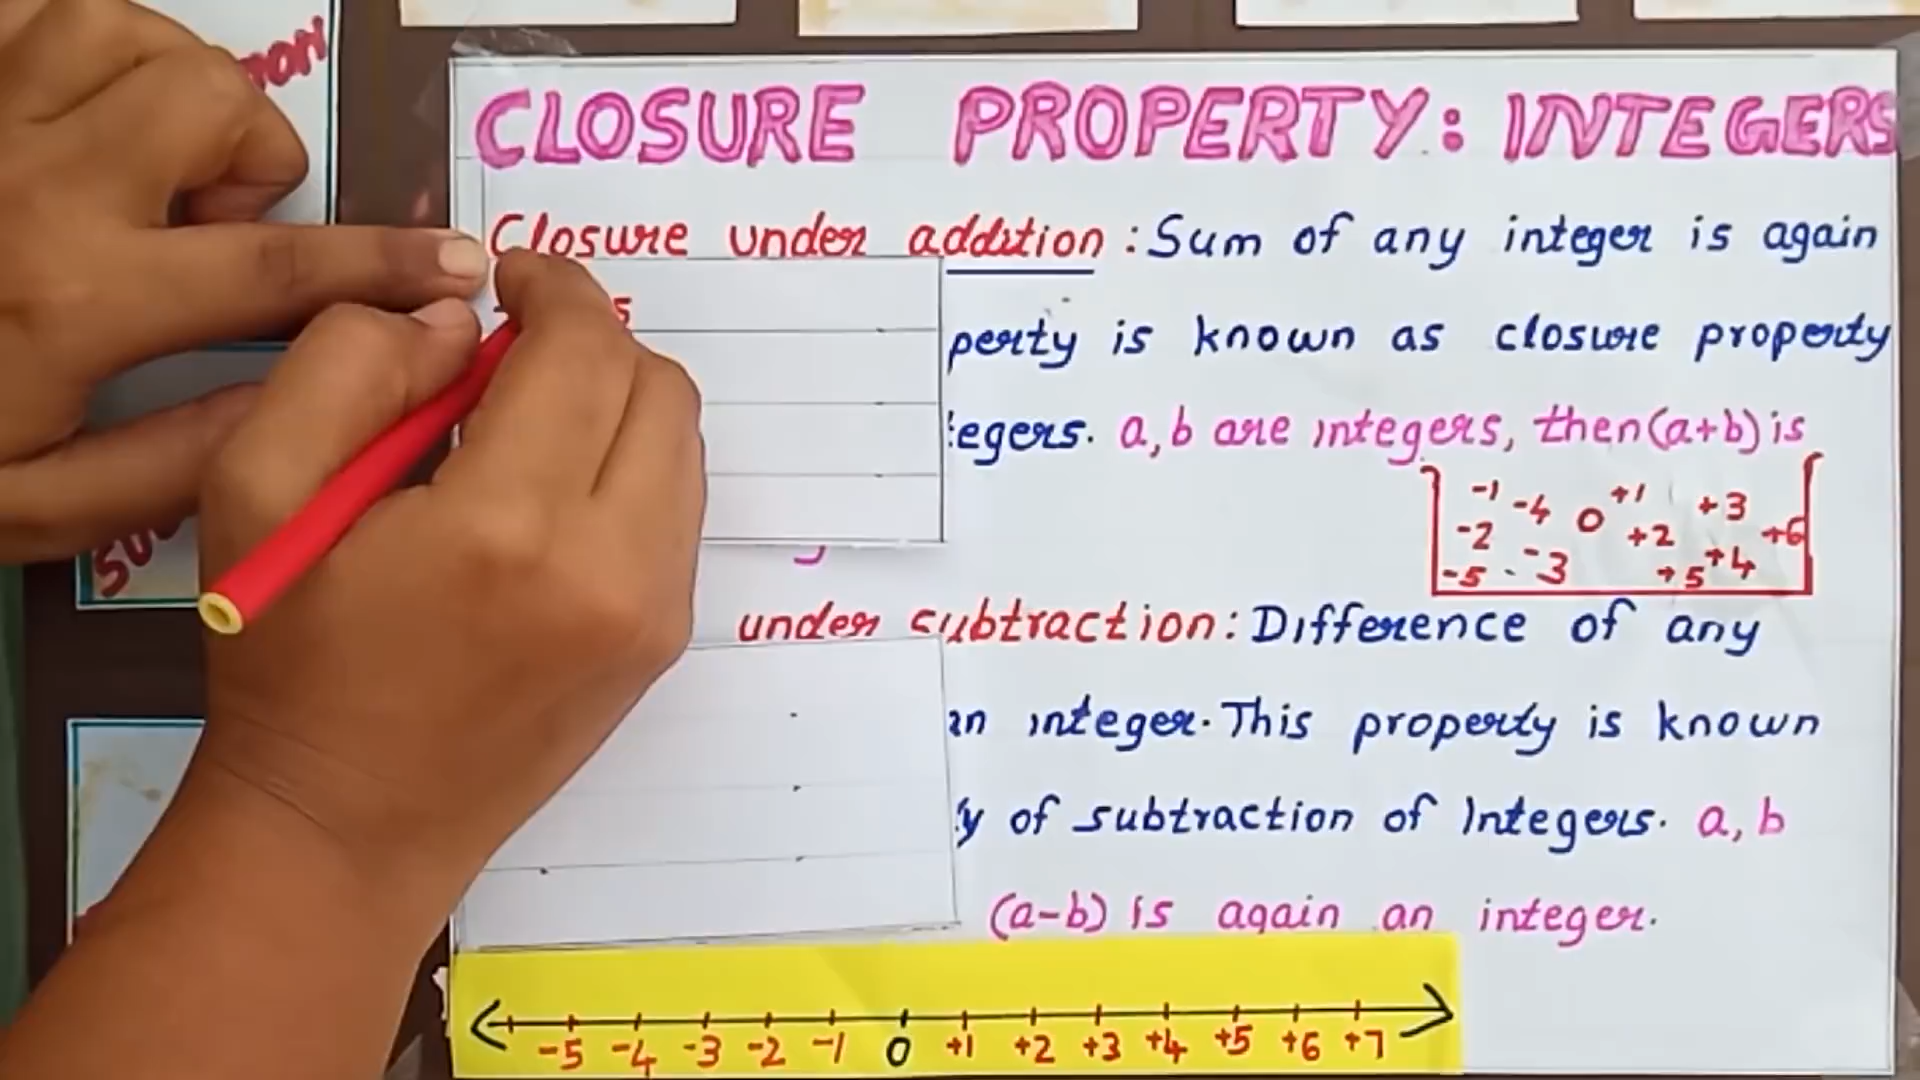 CLOSURE PROPERTY: INTEGERS
Closure under addition : Sum of any integer is again
5
perty is known as closure property
egers. a, b are integers, then (a+b) is
-1 -4 0 +1 +3
-2 +2 +6
-5 -3 +5 +4
under subtraction: Difference of any
an integer. This property is known
y of subtraction of Integers. a, b
(a-b) is again an integer.
-5 -4 -3 -2 -1 0 +1 +2 +3 +4 +5 +6 +7